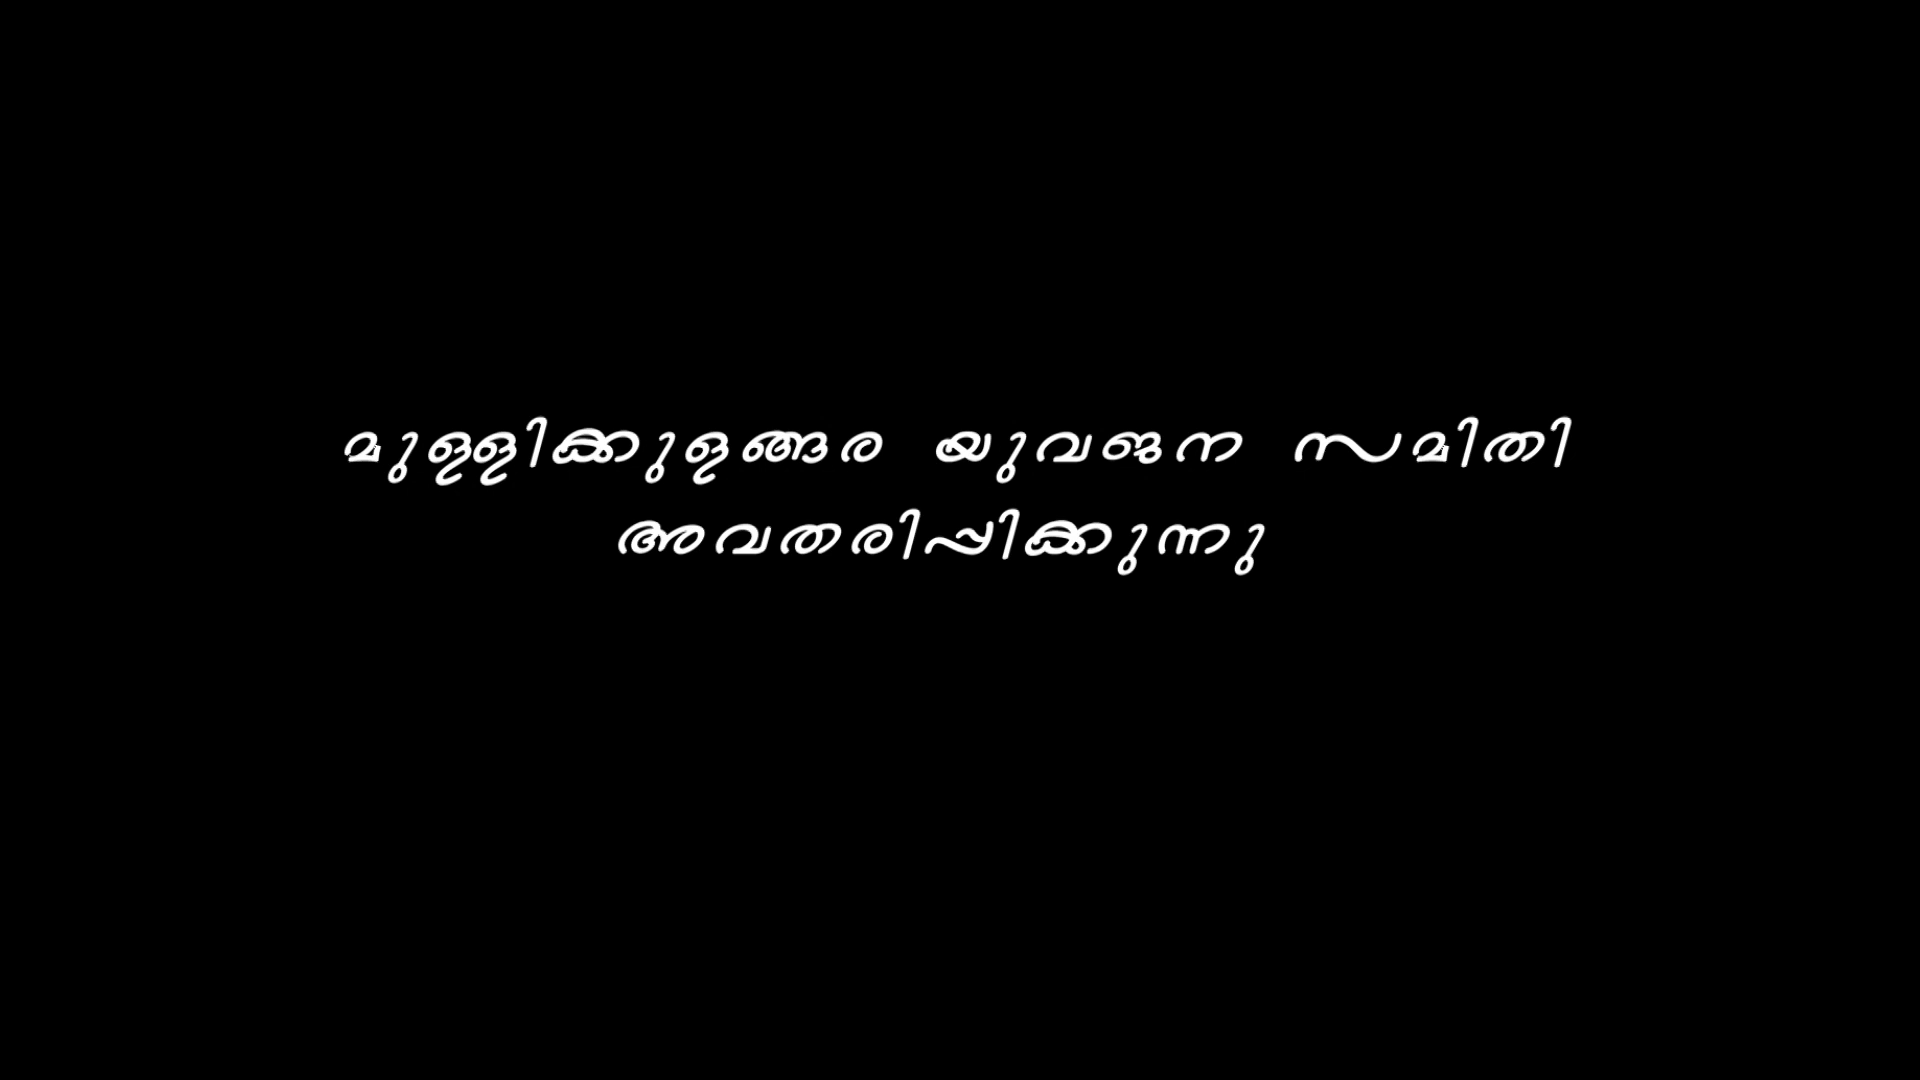 മുള്ളിക്കുളങ്ങര യുവജന സമിതി
അവതരിപ്പിക്കുന്നു